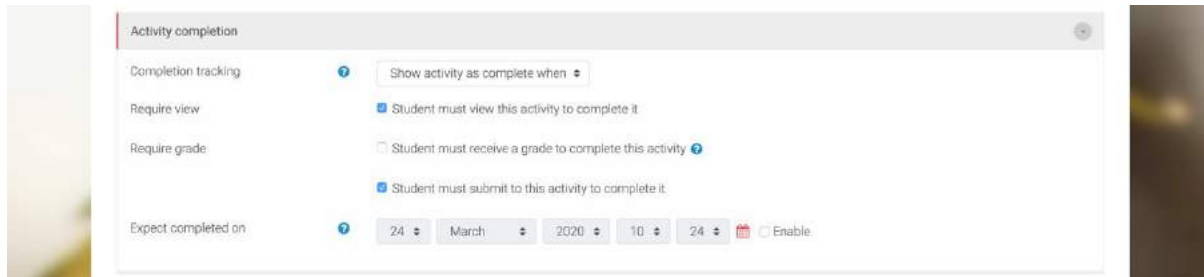 Activity completion
Completion tracking Show activity as complete when
Require view Student must view this activity to complete it
Require grade Student must receive a grade to complete this activity
Student must submit to this activity to complete it
Expect completed on 24 March 2020 10 24 Enable